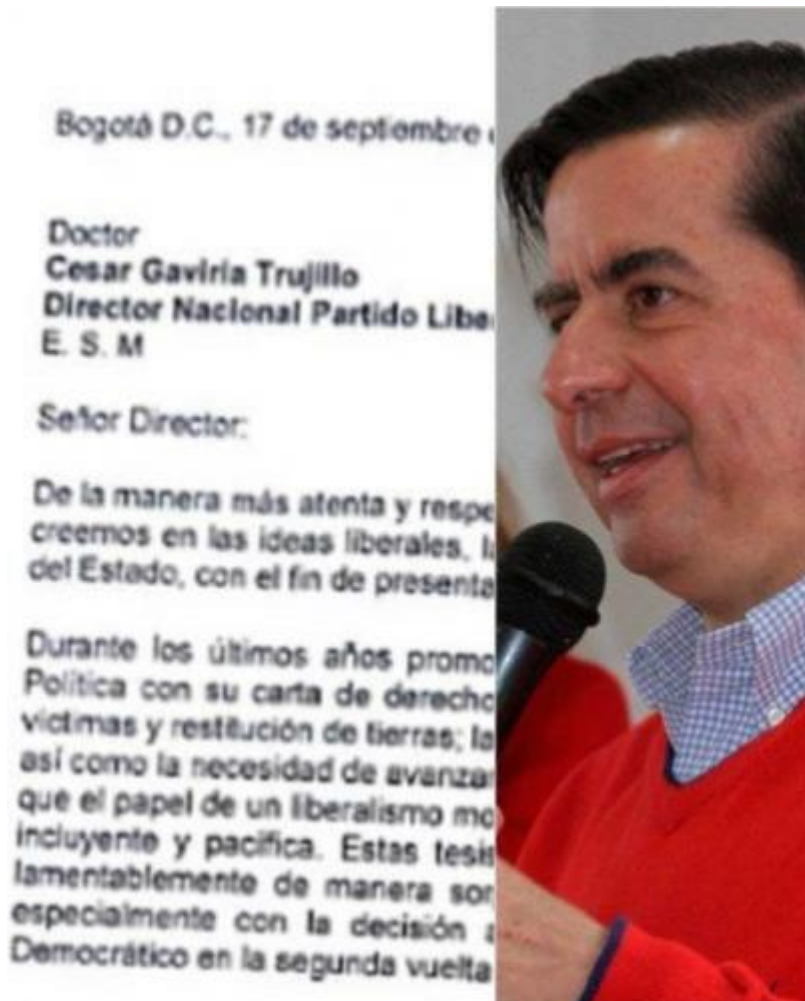 Bogotá D.C., 17 de septiembre
Doctor
Cesar Gaviria Trujillo
Director Nacional Partido Libe
E. S. M
Señor Director:
De la manera más atenta y respe
creemos en las ideas liberales,
del Estado, con el fin de presenta
Durante los últimos años promo
Política con su carta de derecho
víctimas y restitución de tierras; la
así como la necesidad de avanzar
que el papel de un liberalismo mo
incluyente y pacífica. Estas tesis
lamentablemente de manera sor
especialmente con la decisión a
Democrático en la segunda vuelta